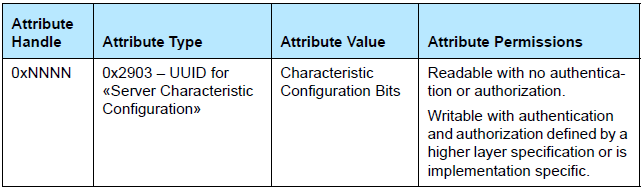 Attribute
Handle
Attribute Type
Attribute Value
Attribute Permissions
0xNNNN
0x2903 – UUID for
«Server Characteristic
Configuration»
Characteristic
Configuration Bits
Readable with no authentica-
tion or authorization.
Writable with authentication
and authorization defined by a
higher layer specification or is
implementation specific.